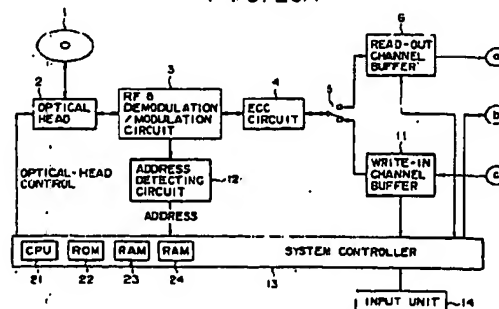 1
2
OPTICAL
HEAD
3
RF &
DEMODULATION
/MODULATION
CIRCUIT
4
ECC
CIRCUIT
5
6
READ-OUT
CHANNEL
BUFFER
a
b
11
WRITE-IN
CHANNEL
BUFFER
c
OPTICAL-HEAD
CONTROL
ADDRESS
DETECTING
CIRCUIT
12
ADDRESS
CPU
ROM
RAM
RAM
SYSTEM CONTROLLER
21
22
23
24
13
INPUT UNIT
14